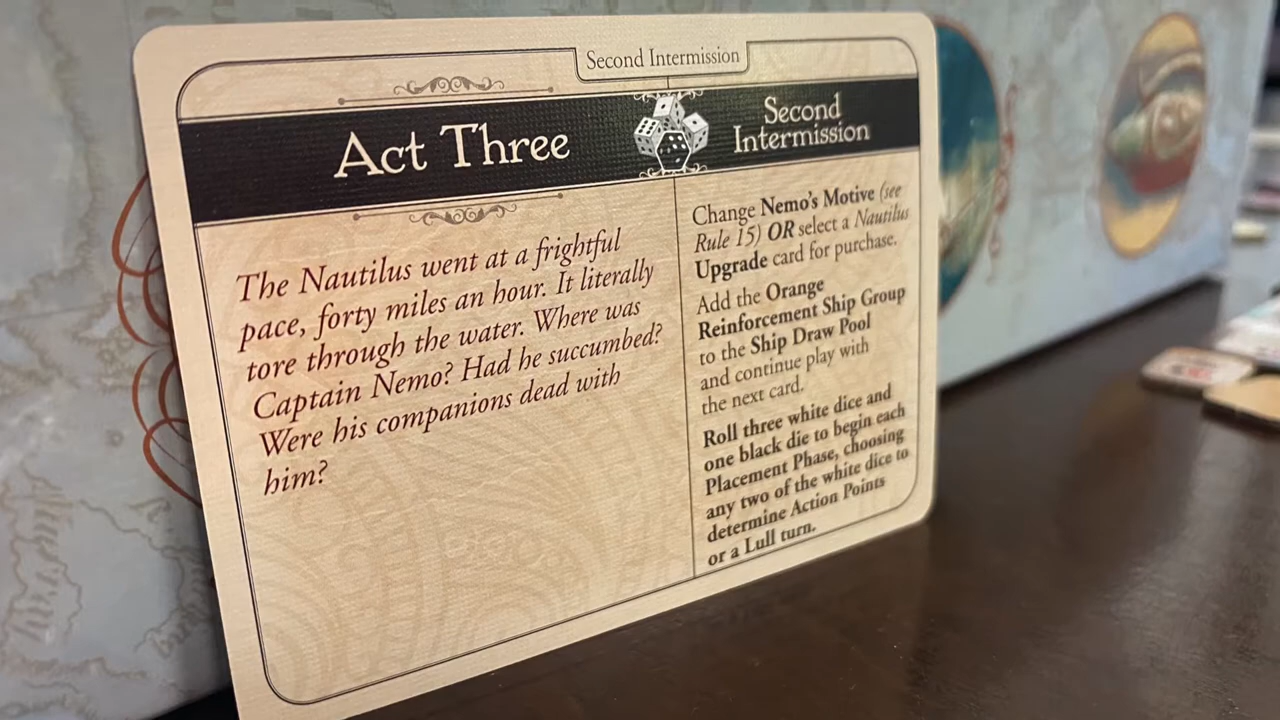 Second Intermission
Act Three
Second
Intermission
The Nautilus went at a frightful
pace, forty miles an hour. It literally
tore through the water. Where was
Captain Nemo? Had he succumbed?
Were his companions dead with
him?
Change Nemo's Motive (see
Rule 15) OR select a Nautilus
Upgrade card for purchase.
Add the Orange
Reinforcement Ship Group
to the Ship Draw Pool
and continue play with
the next card.
Roll three white dice and
one black die to begin each
Placement Phase, choosing
any two of the white dice to
determine Action Points
or a Lull turn.